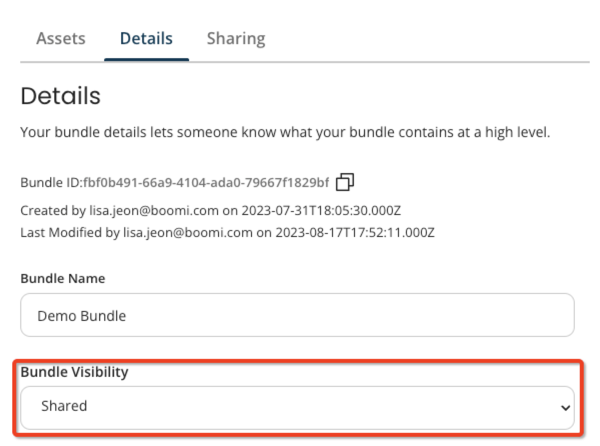 Assets Details Sharing
Details
Your bundle details lets someone know what your bundle contains at a high level.
Bundle ID:fbf0b491-66a9-4104-ada0-79667f1829bf
Created by lisa.jeon@boomi.com on 2023-07-31T18:05:30.000Z
Last Modified by lisa.jeon@boomi.com on 2023-08-17T17:52:11.000Z
Bundle Name
Demo Bundle
Bundle Visibility
Shared